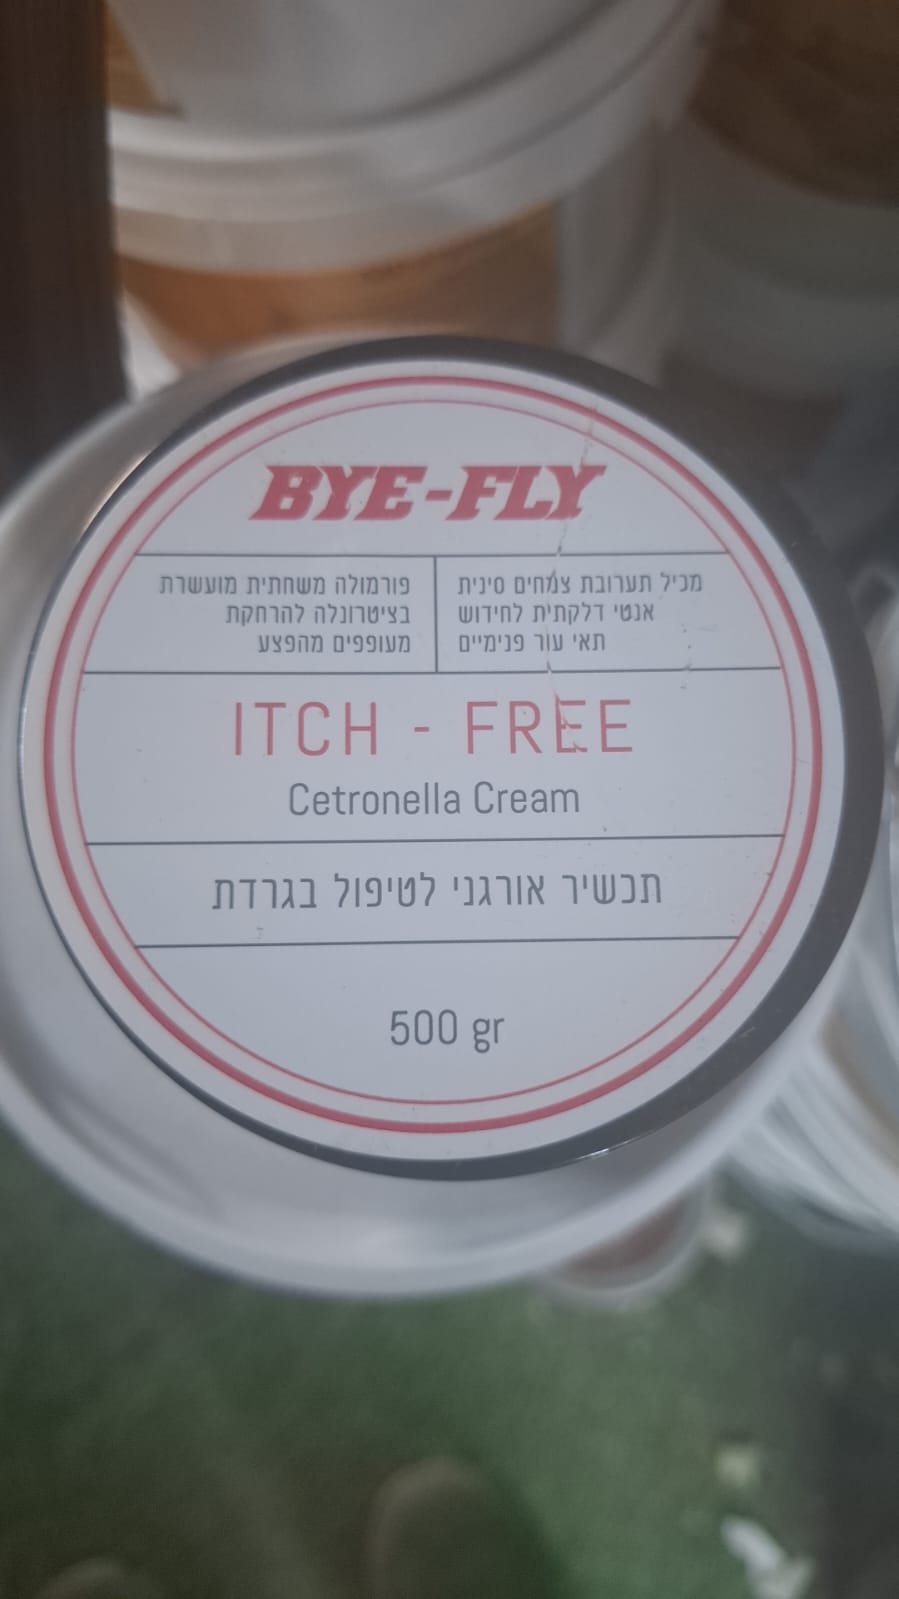 BYE-FLY
מכיל תערובת צמחים סינית
אנטי דלקתית לחידוש
תאי עור פנימיים
פורמולה משחתית מועשרת
בציטרונלה להרחקת
מעופפים מהפצע
ITCH - FREE
Cetronella Cream
תכשיר אורגני לטיפול בגרדת
500 gr